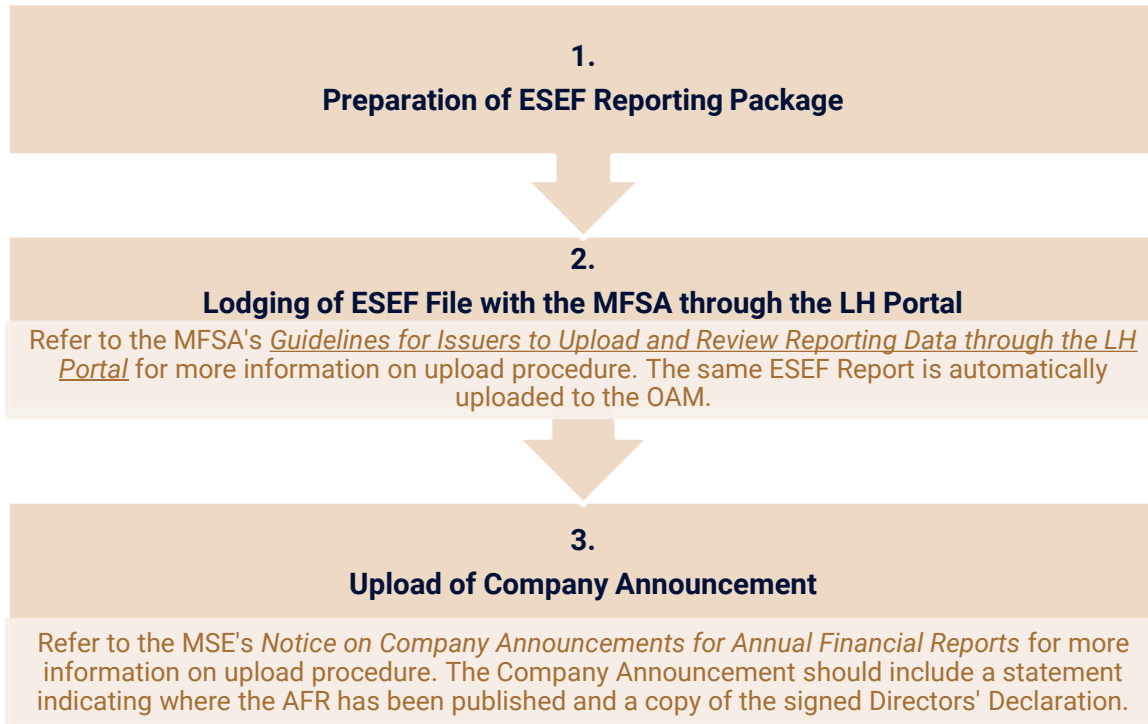 1.
Preparation of ESEF Reporting Package
2.
Lodging of ESEF File with the MFSA through the LH Portal
Refer to the MFSA's Guidelines for Issuers to Upload and Review Reporting Data through the LH
Portal for more information on upload procedure. The same ESEF Report is automatically
uploaded to the OAM.
3.
Upload of Company Announcement
Refer to the MSE's Notice on Company Announcements for Annual Financial Reports for more
information on upload procedure. The Company Announcement should include a statement
indicating where the AFR has been published and a copy of the signed Directors' Declaration.